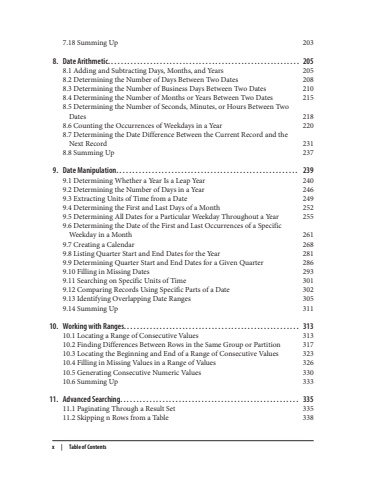 7.18 Summing Up 203
8. Date Arithmetic. . . . . . . . . . . . . . . . . . . . . . . . . . . . . . . . . . . . . . . . . . . . . . . . . . . . . . . . 205
8.1 Adding and Subtracting Days, Months, and Years 205
8.2 Determining the Number of Days Between Two Dates 208
8.3 Determining the Number of Business Days Between Two Dates 210
8.4 Determining the Number of Months or Years Between Two Dates 215
8.5 Determining the Number of Seconds, Minutes, or Hours Between Two
Dates 218
8.6 Counting the Occurrences of Weekdays in a Year 220
8.7 Determining the Date Difference Between the Current Record and the
Next Record 231
8.8 Summing Up 237
9. Date Manipulation. . . . . . . . . . . . . . . . . . . . . . . . . . . . . . . . . . . . . . . . . . . . . . . . . . . . . . 239
9.1 Determining Whether a Year Is a Leap Year 240
9.2 Determining the Number of Days in a Year 246
9.3 Extracting Units of Time from a Date 249
9.4 Determining the First and Last Days of a Month 252
9.5 Determining All Dates for a Particular Weekday Throughout a Year 255
9.6 Determining the Date of the First and Last Occurrences of a Specific
Weekday in a Month 261
9.7 Creating a Calendar 268
9.8 Listing Quarter Start and End Dates for the Year 281
9.9 Determining Quarter Start and End Dates for a Given Quarter 286
9.10 Filling in Missing Dates 293
9.11 Searching on Specific Units of Time 301
9.12 Comparing Records Using Specific Parts of a Date 302
9.13 Identifying Overlapping Date Ranges 305
9.14 Summing Up 311
10. Working with Ranges. . . . . . . . . . . . . . . . . . . . . . . . . . . . . . . . . . . . . . . . . . . . . . . . . . . . 313
10.1 Locating a Range of Consecutive Values 313
10.2 Finding Differences Between Rows in the Same Group or Partition 317
10.3 Locating the Beginning and End of a Range of Consecutive Values 323
10.4 Filling in Missing Values in a Range of Values 326
10.5 Generating Consecutive Numeric Values 330
10.6 Summing Up 333
11. Advanced Searching. . . . . . . . . . . . . . . . . . . . . . . . . . . . . . . . . . . . . . . . . . . . . . . . . . . . . 335
11.1 Paginating Through a Result Set 335
11.2 Skipping n Rows from a Table 338
x | Table of Contents